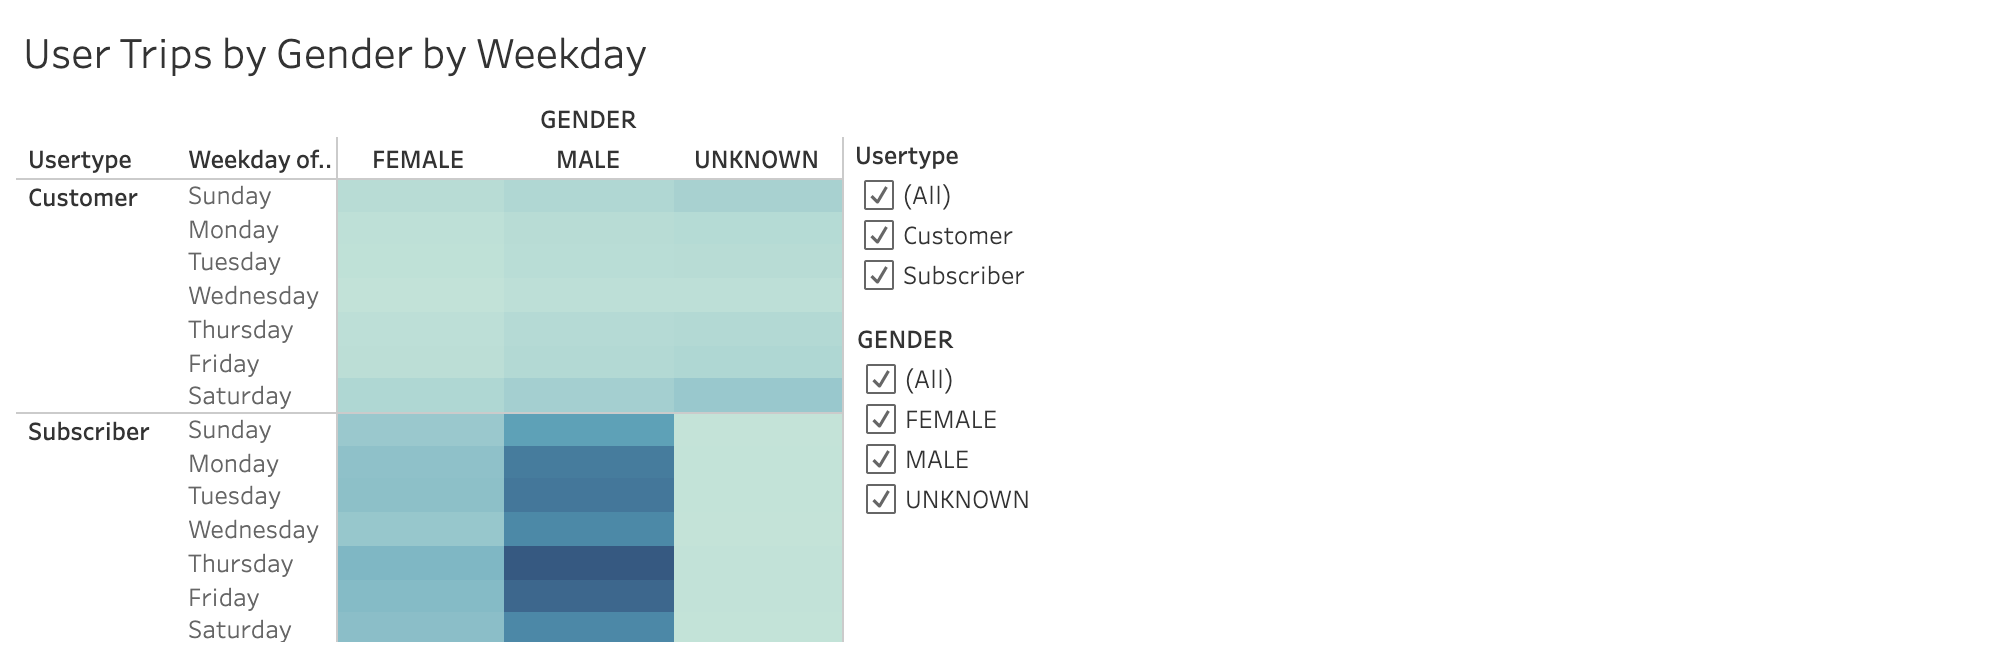 User Trips by Gender by Weekday
GENDER
Usertype Weekday of.. FEMALE MALE UNKNOWN
Customer Sunday
Monday
Tuesday
Wednesday
Thursday
Friday
Saturday
Subscriber Sunday
Monday
Tuesday
Wednesday
Thursday
Friday
Saturday
Usertype
(All)
Customer
Subscriber
GENDER
(All)
FEMALE
MALE
UNKNOWN